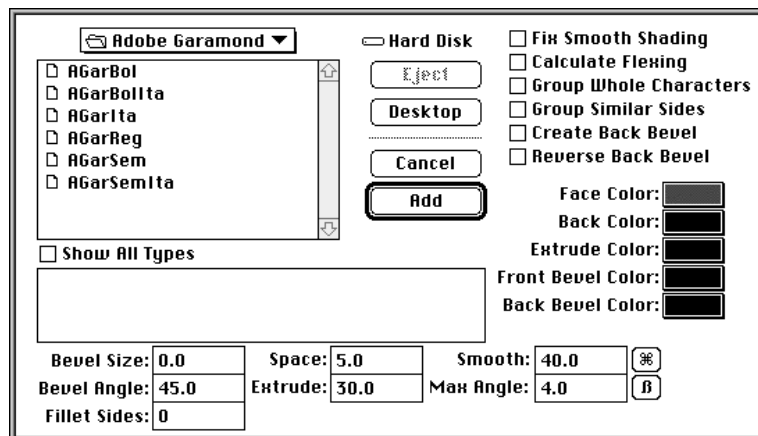 Adobe Garamond ▼
Hard Disk
AGarBol
AGarBolIta
AGarIta
AGarReg
AGarSem
AGarSemIta
Show All Types
Eject
Desktop
Cancel
Add
Fix Smooth Shading
Calculate Flexing
Group Whole Characters
Group Similar Sides
Create Back Bevel
Reverse Back Bevel
Face Color:
Back Color:
Extrude Color:
Front Bevel Color:
Back Bevel Color:
Bevel Size: 0.0 Space: 5.0 Smooth: 40.0 ⌘
Bevel Angle: 45.0 Extrude: 30.0 Max Angle: 4.0 ß
Fillet Sides: 0